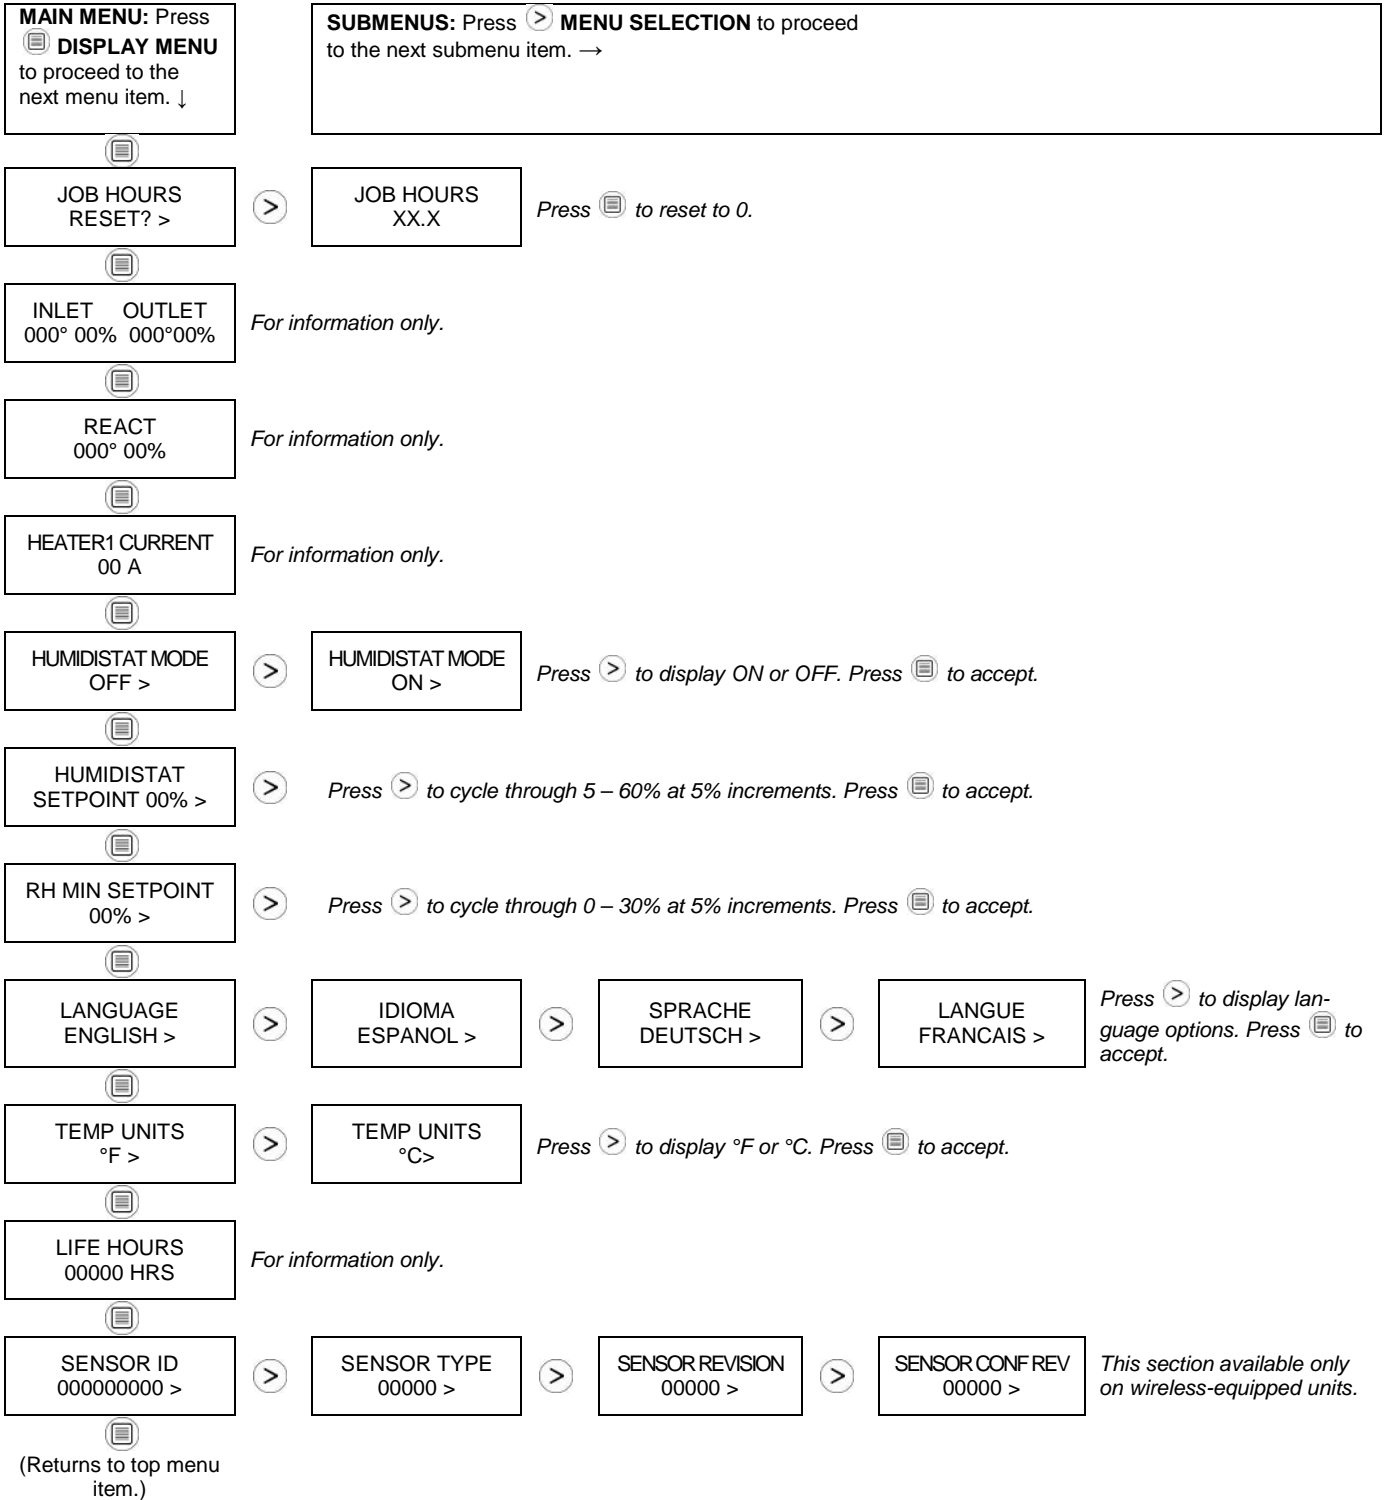 MAIN MENU: Press
DISPLAY MENU
to proceed to the
next menu item. ↓
SUBMENUS: Press > MENU SELECTION to proceed
to the next submenu item. →
JOB HOURS
RESET? >
>
JOB HOURS
XX.X
Press to reset to 0.
INLET OUTLET
000° 00% 000°00%
For information only.
REACT
000° 00%
For information only.
HEATER1 CURRENT
00 A
For information only.
HUMIDISTAT MODE
OFF >
>
HUMIDISTAT MODE
ON >
Press > to display ON or OFF. Press to accept.
HUMIDISTAT
SETPOINT 00% >
>
Press > to cycle through 5 – 60% at 5% increments. Press to accept.
RH MIN SETPOINT
00% >
>
Press > to cycle through 0 – 30% at 5% increments. Press to accept.
LANGUAGE
ENGLISH >
>
IDIOMA
ESPANOL >
>
SPRACHE
DEUTSCH >
>
LANGUE
FRANCAIS >
Press > to display lan-
guage options. Press to
accept.
TEMP UNITS
°F >
>
TEMP UNITS
°C>
Press > to display °F or °C. Press to accept.
LIFE HOURS
00000 HRS
For information only.
SENSOR ID
000000000 >
>
SENSOR TYPE
00000 >
>
SENSOR REVISION
00000 >
>
SENSOR CONF REV
00000 >
This section available only
on wireless-equipped units.
(Returns to top menu
item.)